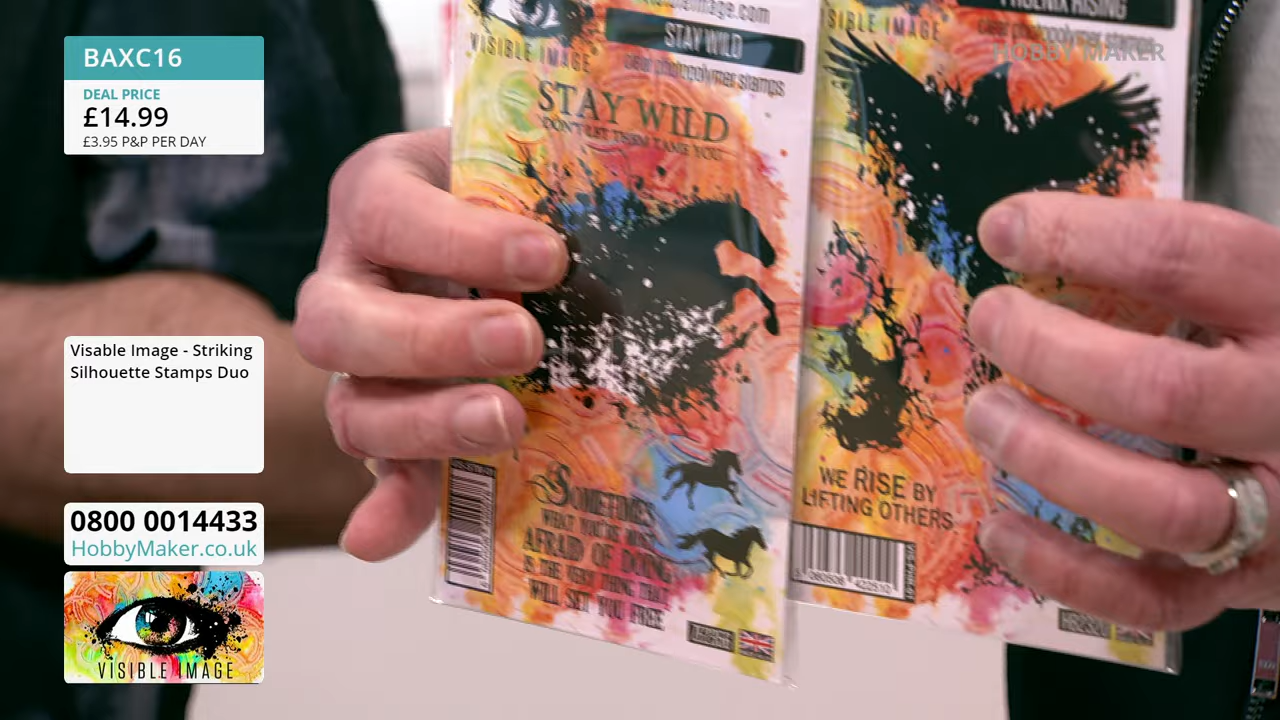 BAXC16
DEAL PRICE
£14.99
£3.95 P&P PER DAY
Visable Image - Striking
Silhouette Stamps Duo
0800 0014433
HobbyMaker.co.uk
VISIBLE IMAGE
VISIBLE IMAGE
STAY WILD
clear photopolymer stamps
STAY WILD
DON'T LET THEM TAME YOU
SOMETIMES
WHAT YOU'RE MOST
AFRAID OF DOING
IS THE VERY THING THAT
WILL SET YOU FREE
VISIBLE IMAGE
PHOENIX RISING
clear photopolymer stamps
HOBBY MAKER
WE RISE BY
LIFTING OTHERS